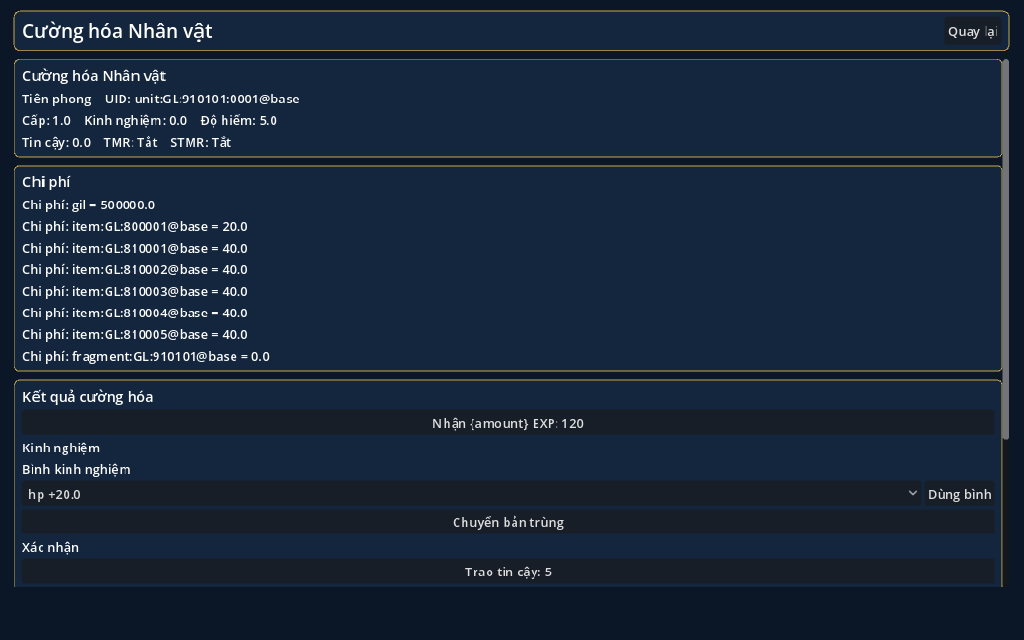 Cường hóa Nhân vật
Quay lại
Cường hóa Nhân vật
Tiên phong UID: unit:GL:910101:0001@base
Cấp: 1.0 Kinh nghiệm: 0.0 Độ hiếm: 5.0
Tin cậy: 0.0 TMR: Tắt STMR: Tắt
Chi phí
Chi phí: gil = 500000.0
Chi phí: item:GL:800001@base = 20.0
Chi phí: item:GL:810001@base = 40.0
Chi phí: item:GL:810002@base = 40.0
Chi phí: item:GL:810003@base = 40.0
Chi phí: item:GL:810004@base = 40.0
Chi phí: item:GL:810005@base = 40.0
Chi phí: fragment:GL:910101@base = 0.0
Kết quả cường hóa
Nhận {amount} EXP: 120
Kinh nghiệm
Bình kinh nghiệm
hp +20.0
Dùng bình
Chuyển bản trùng
Xác nhận
Trao tin cậy: 5